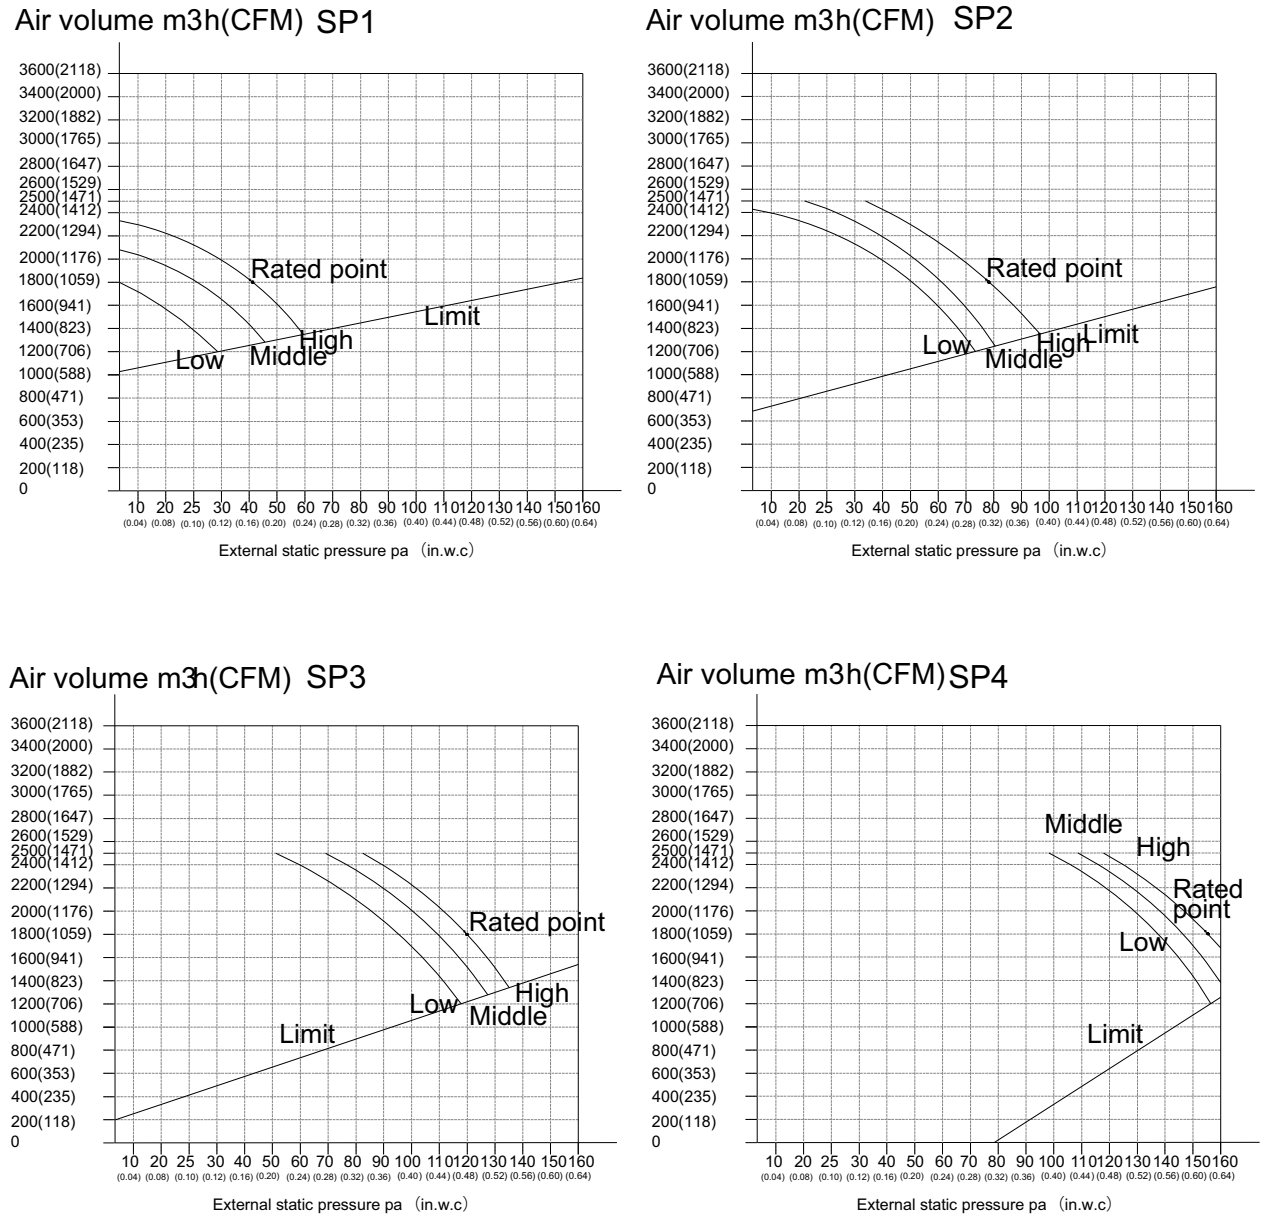 Air volume m3h(CFM) SP1
3600(2118)
3400(2000)
3200(1882)
3000(1765)
2800(1647)
2600(1529)
2500(1471)
2400(1412)
2200(1294)
2000(1176)
1800(1059)
1600(941)
1400(823)
1200(706)
1000(588)
800(471)
600(353)
400(235)
200(118)
0
Rated point
Limit
High
Middle
Low
10 20 25 30 40 50 60 70 80 90 100 110 120 130 140 150 160
(0.04) (0.08) (0.10) (0.12) (0.16) (0.20) (0.24) (0.28) (0.32) (0.36) (0.40) (0.44) (0.48) (0.52) (0.56) (0.60) (0.64)
External static pressure pa (in.w.c)
Air volume m3h(CFM) SP2
3600(2118)
3400(2000)
3200(1882)
3000(1765)
2800(1647)
2600(1529)
2500(1471)
2400(1412)
2200(1294)
2000(1176)
1800(1059)
1600(941)
1400(823)
1200(706)
1000(588)
800(471)
600(353)
400(235)
200(118)
0
Rated point
Limit
High
Low
Middle
10 20 25 30 40 50 60 70 80 90 100 110 120 130 140 150 160
(0.04) (0.08) (0.10) (0.12) (0.16) (0.20) (0.24) (0.28) (0.32) (0.36) (0.40) (0.44) (0.48) (0.52) (0.56) (0.60) (0.64)
External static pressure pa (in.w.c)
Air volume m3h(CFM) SP3
3600(2118)
3400(2000)
3200(1882)
3000(1765)
2800(1647)
2600(1529)
2500(1471)
2400(1412)
2200(1294)
2000(1176)
1800(1059)
1600(941)
1400(823)
1200(706)
1000(588)
800(471)
600(353)
400(235)
200(118)
0
Rated point
High
Low
Middle
Limit
10 20 25 30 40 50 60 70 80 90 100 110 120 130 140 150 160
(0.04) (0.08) (0.10) (0.12) (0.16) (0.20) (0.24) (0.28) (0.32) (0.36) (0.40) (0.44) (0.48) (0.52) (0.56) (0.60) (0.64)
External static pressure pa (in.w.c)
Air volume m3h(CFM) SP4
3600(2118)
3400(2000)
3200(1882)
3000(1765)
2800(1647)
2600(1529)
2500(1471)
2400(1412)
2200(1294)
2000(1176)
1800(1059)
1600(941)
1400(823)
1200(706)
1000(588)
800(471)
600(353)
400(235)
200(118)
0
Middle
High
Rated
point
Low
Limit
10 20 25 30 40 50 60 70 80 90 100 110 120 130 140 150 160
(0.04) (0.08) (0.10) (0.12) (0.16) (0.20) (0.24) (0.28) (0.32) (0.36) (0.40) (0.44) (0.48) (0.52) (0.56) (0.60) (0.64)
External static pressure pa (in.w.c)